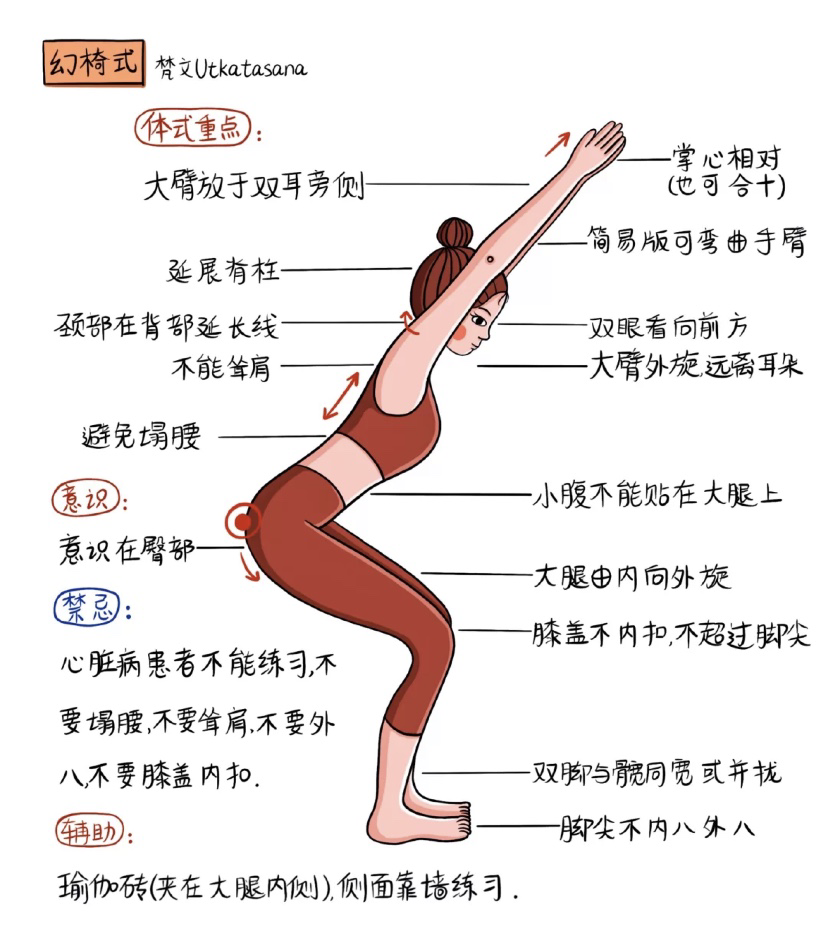 幻椅式 梵文Utkatasana
体式重点:
大臂放于双耳旁侧
掌心相对
(也可合十)
简易版可弯曲手臂
延展脊柱
颈部在背部延长线
双眼看向前方
不能耸肩
大臂外旋,远离耳朵
避免塌腰
意识:
小腹不能贴在大腿上
意识在臀部
大腿由内向外旋
禁忌:
膝盖不内扣,不超过脚尖
心脏病患者不能练习,不
要塌腰,不要耸肩,不要外
八,不要膝盖内扣.
双脚与髋同宽或并拢
辅助:
脚尖不内八外八
瑜伽砖(夹在大腿内侧),侧面靠墙练习.